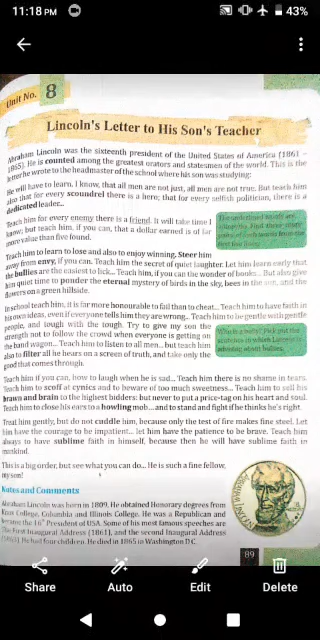 11:18 PM
43%
Unit No. 8
Lincoln's Letter to His Son's Teacher
Abraham Lincoln was the sixteenth president of the United States of America (1861 –
1865). He is counted among the greatest orators and statesmen of the world. This is the
letter he wrote to the headmaster of the school where his son was studying:
He will have to learn, I know, that all men are not just, all men are not true. But teach him
also that for every scoundrel there is a hero; that for every selfish politician, there is a
dedicated leader...
Teach him for every enemy there is a friend. It will take time I
know; but teach him, if you can, that a dollar earned is of far
more value than five found.
Teach him to learn to lose and also to enjoy winning. Steer him
away from envy, if you can. Teach him the secret of quiet laughter. Let him learn early that
the bullies are the easiest to lick... Teach him, if you can the wonder of books... But also give
him quiet time to ponder the eternal mystery of birds in the sky, bees in the sun, and the
flowers on a green hillside.
In school teach him, it is far more honourable to fail than to cheat... Teach him to have faith in
his own ideas, even if everyone tells him they are wrong... Teach him to be gentle with gentle
people, and tough with the tough. Try to give my son the
strength not to follow the crowd when everyone is getting on
the band wagon... Teach him to listen to all men... but teach him
also to filter all he hears on a screen of truth, and take only the
good that comes through.
Teach him if you can, how to laugh when he is sad... Teach him there is no shame in tears.
Teach him to scoff at cynics and to beware of too much sweetness... Teach him to sell his
brawn and brain to the highest bidders: but never to put a price-tag on his heart and soul.
Teach him to close his ears to a howling mob... and to stand and fight if he thinks he's right.
Treat him gently, but do not cuddle him, because only the test of fire makes fine steel. Let
him have the courage to be impatient... let him have the patience to be brave. Teach him
always to have sublime faith in himself, because then he will have sublime faith in
mankind.
This is a big order, but see what you can do... He is such a fine fellow,
my son!
Notes and Comments
Abraham Lincoln was born in 1809. He obtained Honorary degrees from
Knox College, Columbia and Illinois College. He was a Republican and
became the 16th President of USA. Some of his most famous speeches are
The First Inaugural Address (1861), and the second Inaugural Address
He had four children. He died in 1865 in Washington D.C.
89
Share
Auto
Edit
Delete